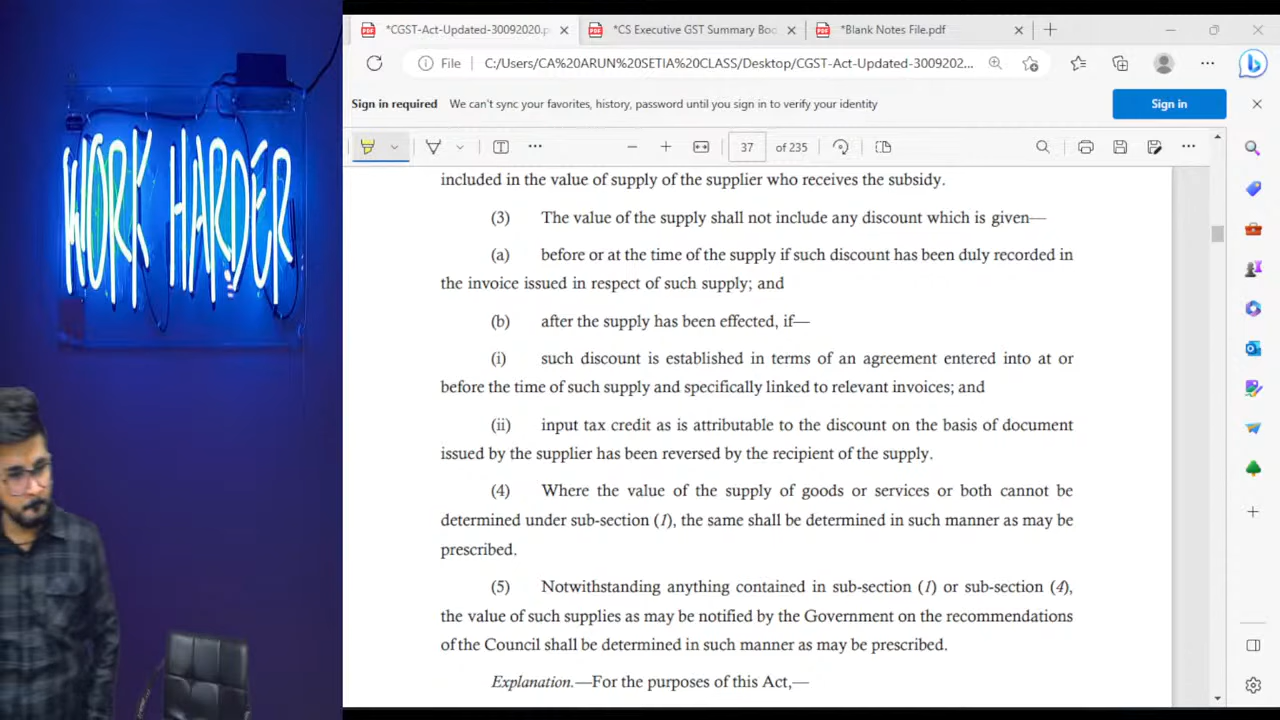 WORK HARDER
*CGST-Act-Updated-30092020.p
*CS Executive GST Summary Boo
*Blank Notes File.pdf
File
C:/Users/CA%20ARUN%20SETIA%20CLASS/Desktop/CGST-Act-Updated-3009202...
Sign in required We can't sync your favorites, history, password until you sign in to verify your identity
Sign in
37 of 235
included in the value of supply of the supplier who receives the subsidy.
(3) The value of the supply shall not include any discount which is given—
(a) before or at the time of the supply if such discount has been duly recorded in
the invoice issued in respect of such supply; and
(b) after the supply has been effected, if—
(i) such discount is established in terms of an agreement entered into at or
before the time of such supply and specifically linked to relevant invoices; and
(ii) input tax credit as is attributable to the discount on the basis of document
issued by the supplier has been reversed by the recipient of the supply.
(4) Where the value of the supply of goods or services or both cannot be
determined under sub-section (1), the same shall be determined in such manner as may be
prescribed.
(5) Notwithstanding anything contained in sub-section (1) or sub-section (4),
the value of such supplies as may be notified by the Government on the recommendations
of the Council shall be determined in such manner as may be prescribed.
Explanation.—For the purposes of this Act,—